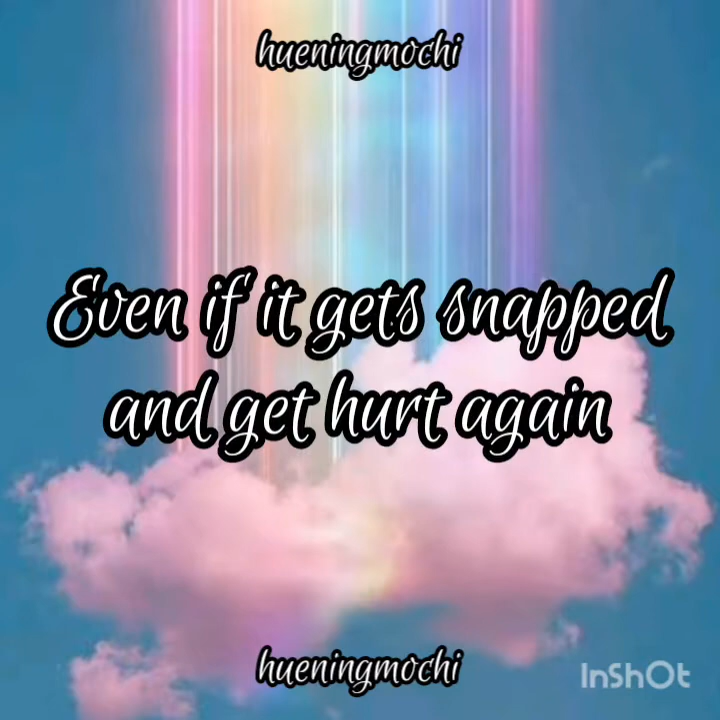 hueningmochi
Even if it gets snapped
and get hurt again
hueningmochi
InShOt